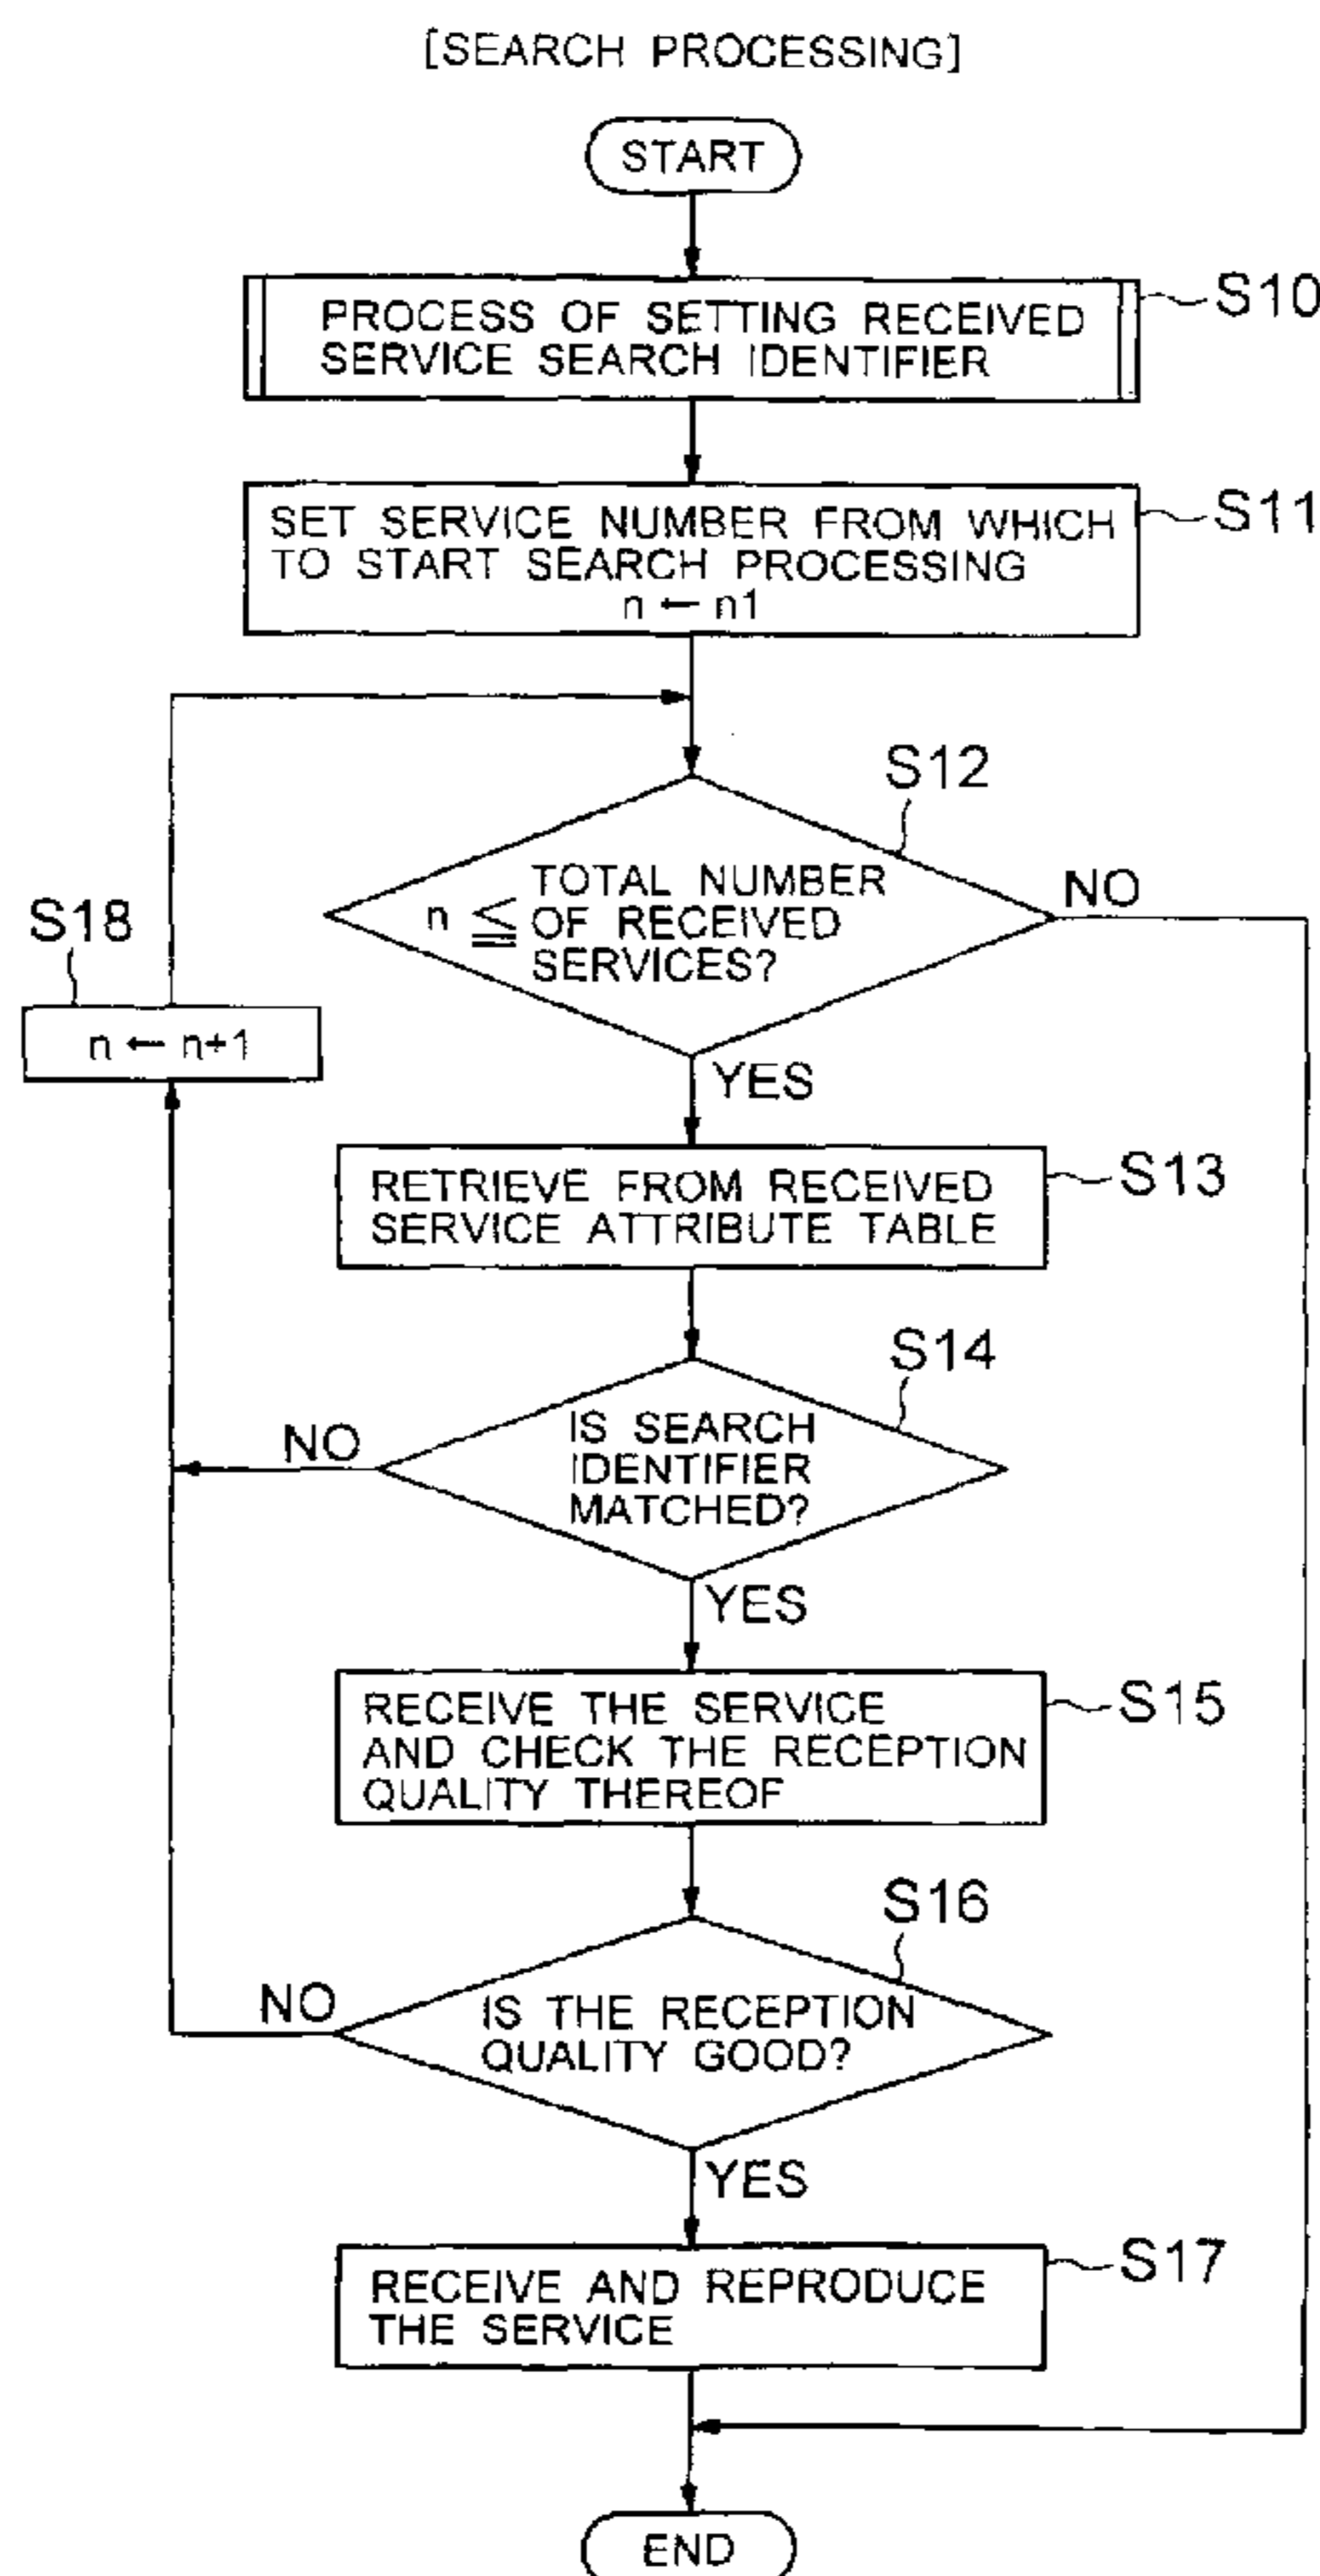 [SEARCH PROCESSING]
START
PROCESS OF SETTING RECEIVED
SERVICE SEARCH IDENTIFIER
S10
SET SERVICE NUMBER FROM WHICH
TO START SEARCH PROCESSING
n ← n1
S11
S12
TOTAL NUMBER
n ≦ OF RECEIVED
SERVICES?
NO
S18
n ← n+1
YES
RETRIEVE FROM RECEIVED
SERVICE ATTRIBUTE TABLE
S13
S14
IS SEARCH
IDENTIFIER
MATCHED?
NO
YES
RECEIVE THE SERVICE
AND CHECK THE RECEPTION
QUALITY THEREOF
S15
S16
IS THE RECEPTION
QUALITY GOOD?
NO
YES
RECEIVE AND REPRODUCE
THE SERVICE
S17
END